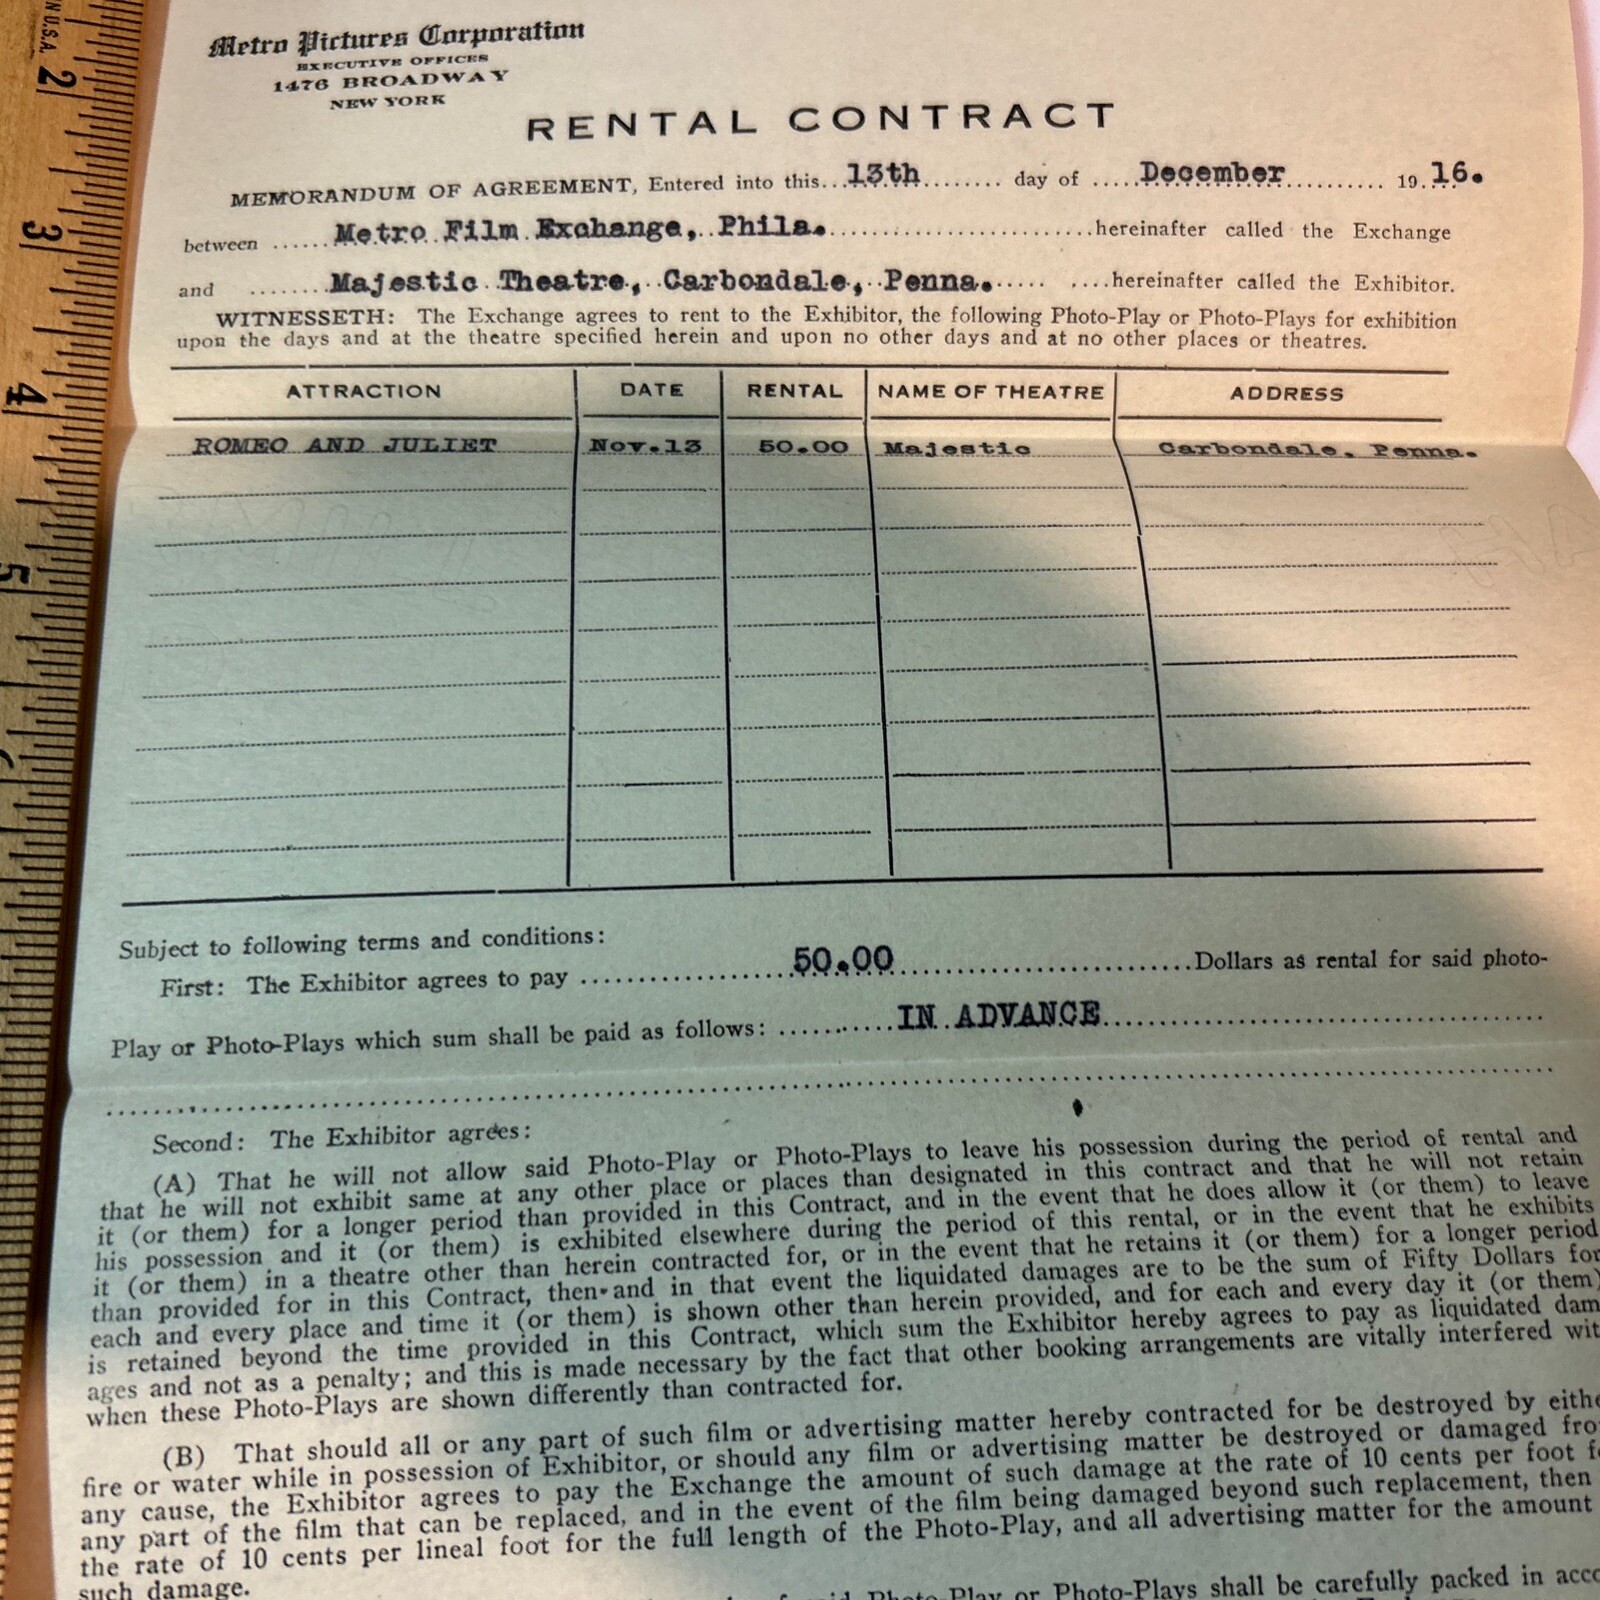 N U.S.A.
2
3
4
5
Metro Pictures Corporation
EXECUTIVE OFFICES
1476 BROADWAY
NEW YORK
RENTAL CONTRACT
MEMORANDUM OF AGREEMENT, Entered into this...13th........ day of .....December.......... 19..16.
between ......Metro Film Exchange, Phila.........................hereinafter called the Exchange
and ........Majestic Theatre, Carbondale, Penna...... ....hereinafter called the Exhibitor.
WITNESSETH: The Exchange agrees to rent to the Exhibitor, the following Photo-Play or Photo-Plays for exhibition
upon the days and at the theatre specified herein and upon no other days and at no other places or theatres.
ATTRACTION DATE RENTAL NAME OF THEATRE ADDRESS
ROMEO AND JULIET Nov.13 50.00 Majestic Carbondale, Penna.
Subject to following terms and conditions:
First: The Exhibitor agrees to pay ................50.00........................Dollars as rental for said photo-
Play or Photo-Plays which sum shall be paid as follows: ..........IN ADVANCE....................................
Second: The Exhibitor agrees:
(A) That he will not allow said Photo-Play or Photo-Plays to leave his possession during the period of rental and
that he will not exhibit same at any other place or places than designated in this contract and that he will not retain
it (or them) for a longer period than provided in this Contract, and in the event that he does allow it (or them) to leave
his possession and it (or them) is exhibited elsewhere during the period of this rental, or in the event that he exhibits
it (or them) in a theatre other than herein contracted for, or in the event that he retains it (or them) for a longer period
than provided for in this Contract, then and in that event the liquidated damages are to be the sum of Fifty Dollars for
each and every place and time it (or them) is shown other than herein provided, and for each and every day it (or them)
is retained beyond the time provided in this Contract, which sum the Exhibitor hereby agrees to pay as liquidated dam
ages and not as a penalty; and this is made necessary by the fact that other booking arrangements are vitally interfered wit
when these Photo-Plays are shown differently than contracted for.
(B) That should all or any part of such film or advertising matter hereby contracted for be destroyed by eithe
fire or water while in possession of Exhibitor, or should any film or advertising matter be destroyed or damaged fro
any cause, the Exhibitor agrees to pay the Exchange the amount of such damage at the rate of 10 cents per foot f
any part of the film that can be replaced, and in the event of the film being damaged beyond such replacement, then
the rate of 10 cents per lineal foot for the full length of the Photo-Play, and all advertising matter for the amount
such damage.
said Photo-Play or Photo-Plays shall be carefully packed in acco